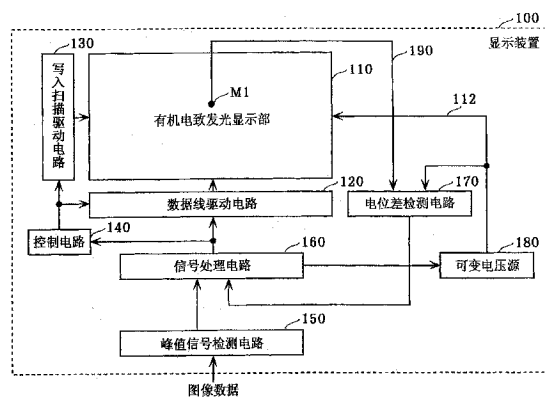 100
显示装置
130
写入扫描驱动电路
190
110
M1
有机电致发光显示部
112
120
数据线驱动电路
170
电位差检测电路
140
控制电路
160
信号处理电路
180
可变电压源
150
峰值信号检测电路
图像数据